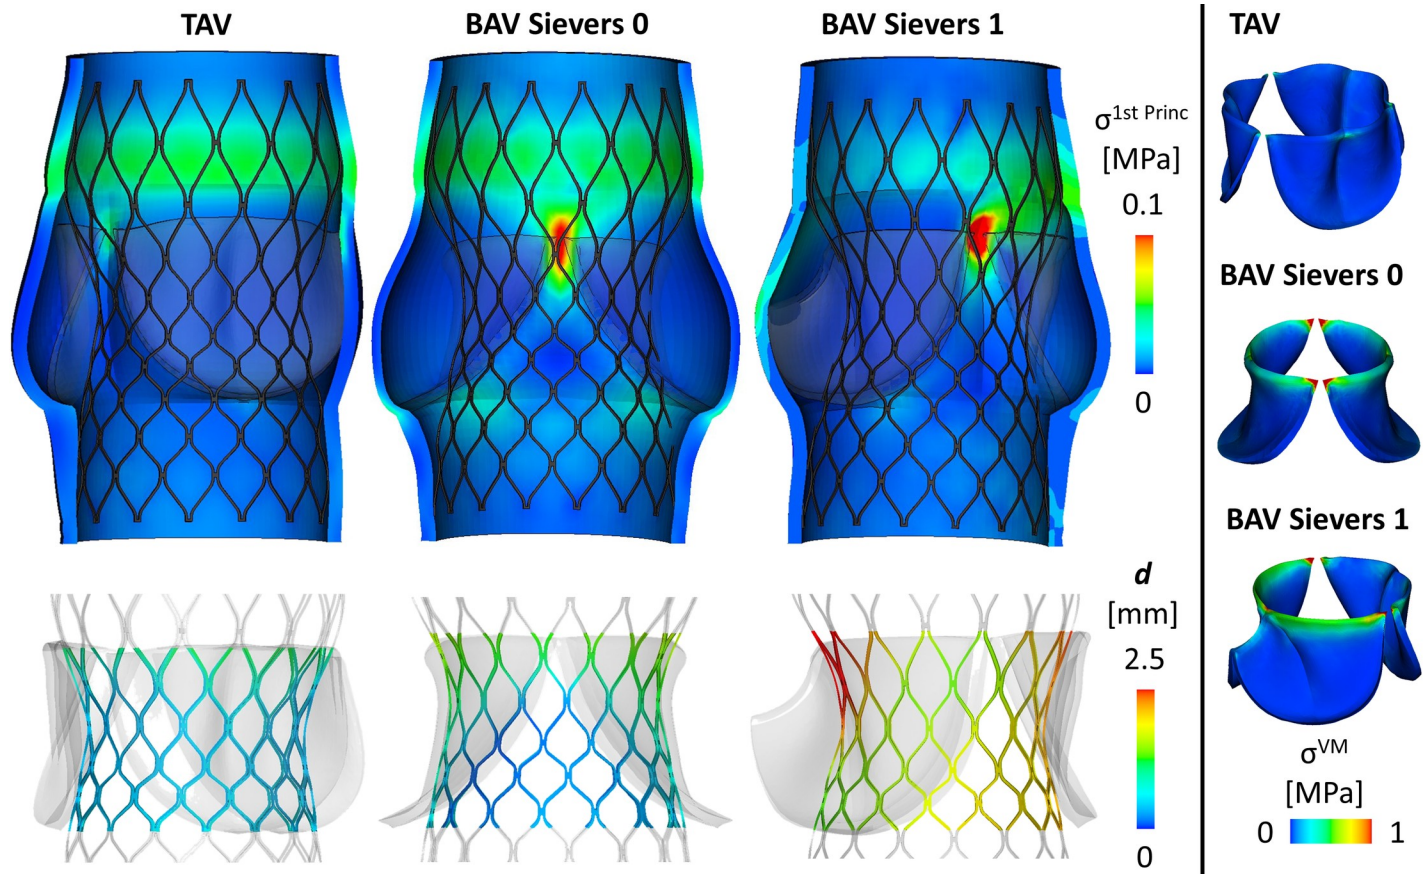 TAV
BAV Sievers 0
BAV Sievers 1
σ1st Princ
[MPa]
0.1
0
d
[mm]
2.5
0
TAV
BAV Sievers 0
BAV Sievers 1
σVM
[MPa]
0 1